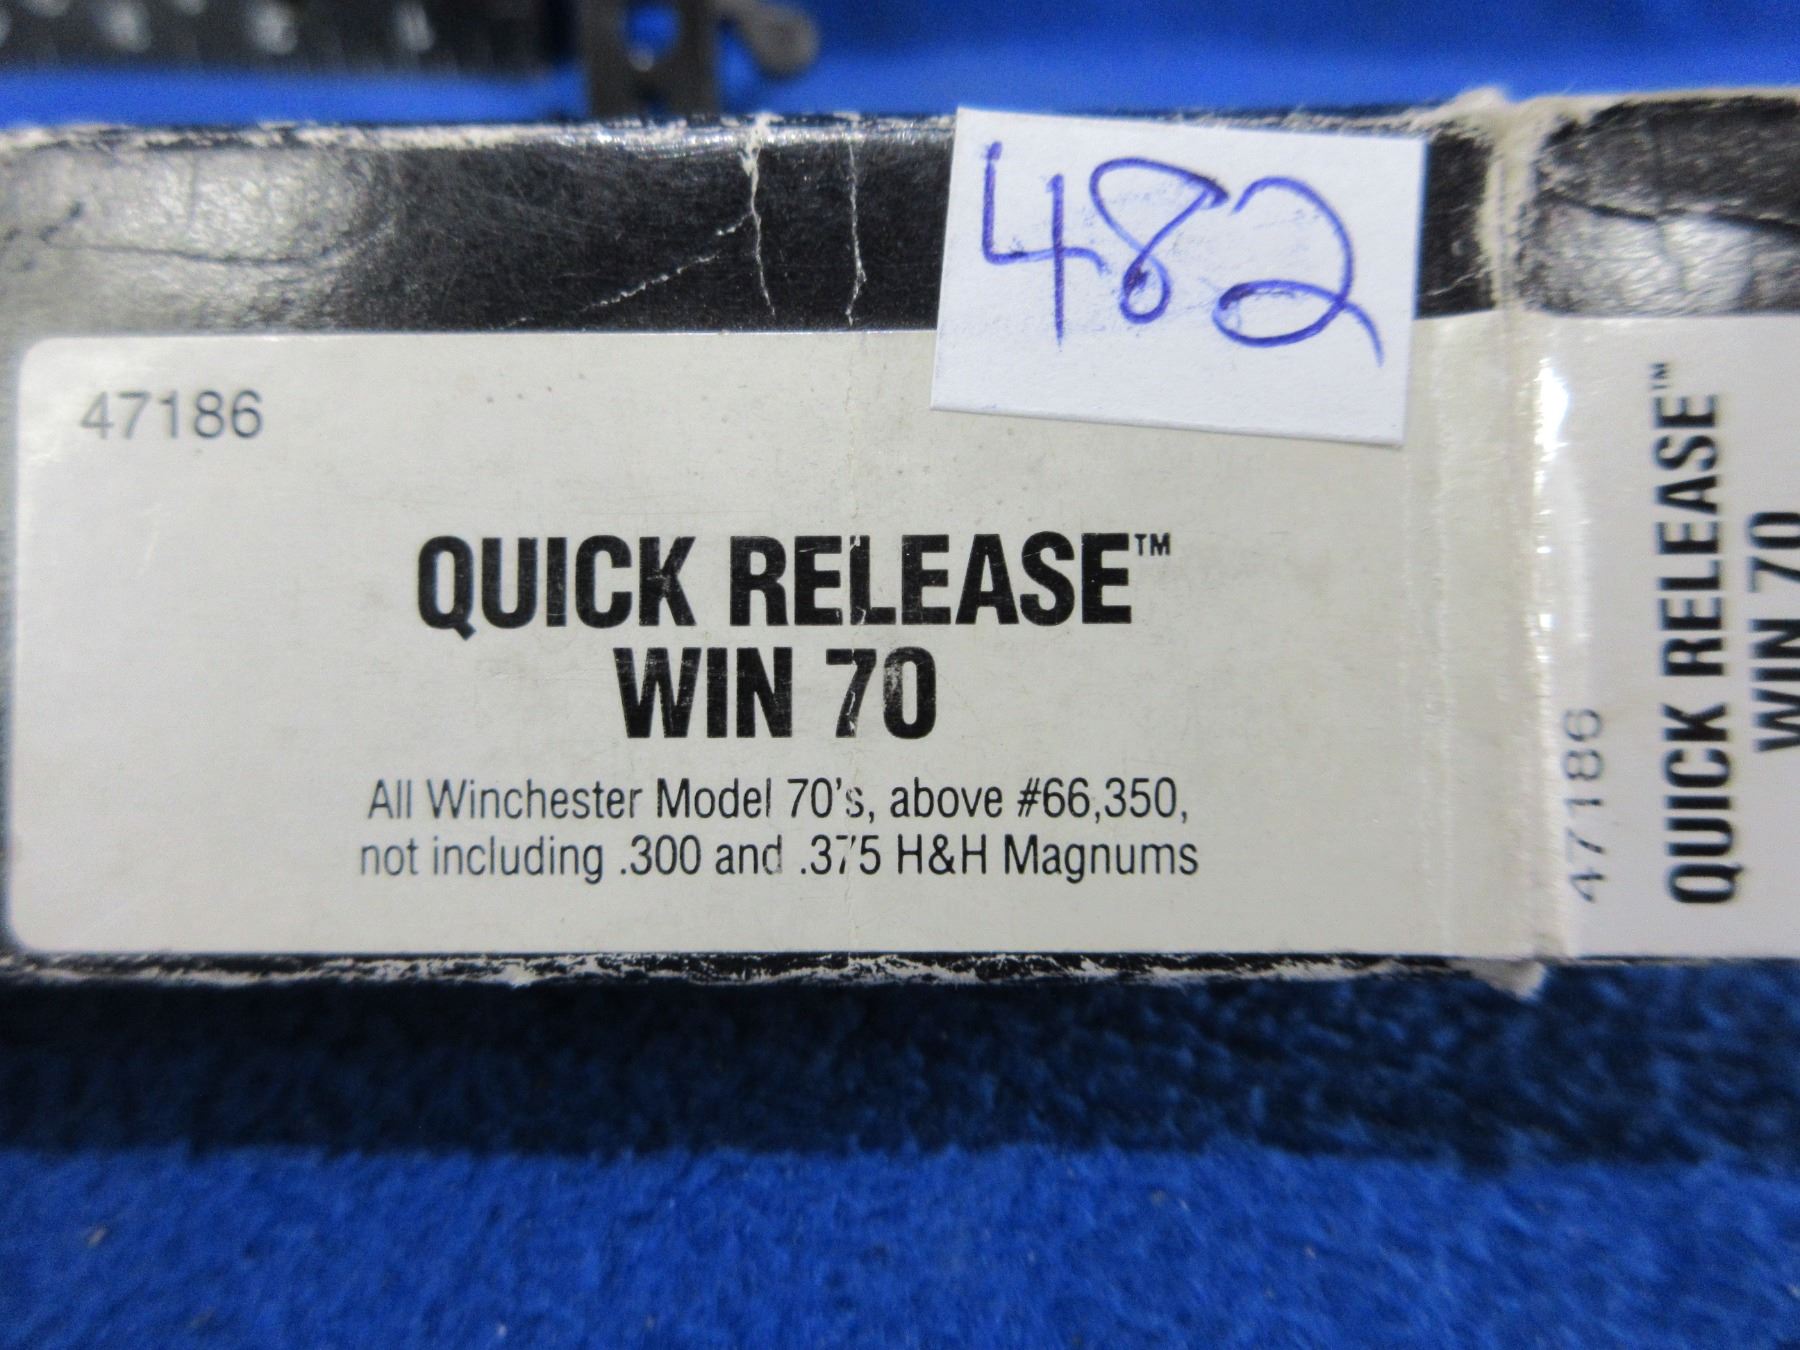 482
47186
QUICK RELEASE™
WIN 70
All Winchester Model 70's, above #66,350,
not including .300 and .375 H&H Magnums
47186
QUICK RELEASE™
WIN 70